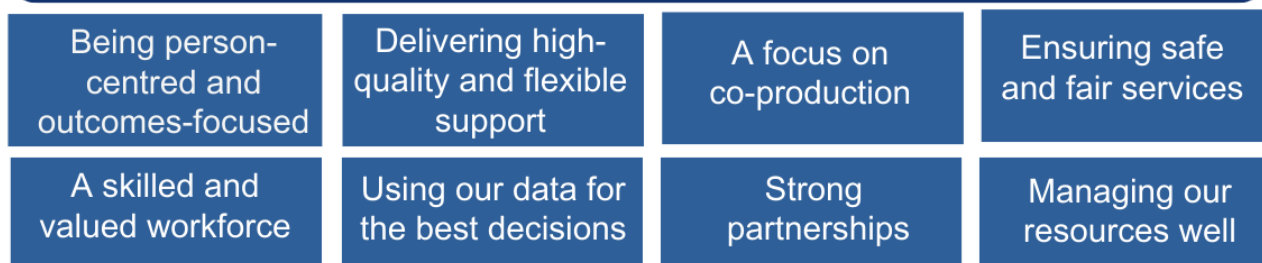 Being person-
centred and
outcomes-focused
Delivering high-
quality and flexible
support
A focus on
co-production
Ensuring safe
and fair services
A skilled and
valued workforce
Using our data for
the best decisions
Strong
partnerships
Managing our
resources well